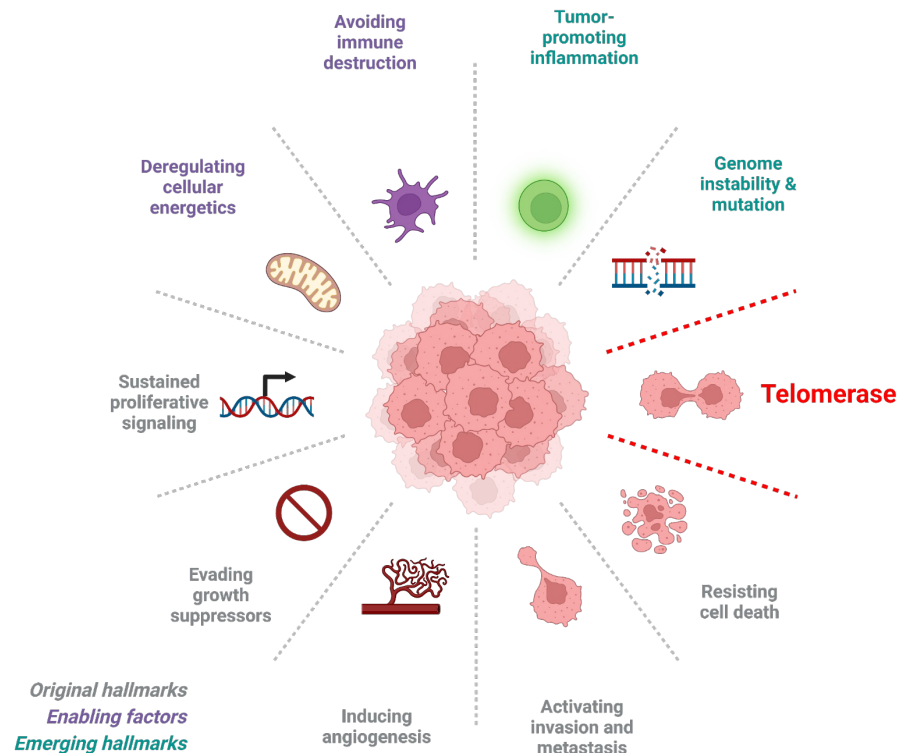 Avoiding
immune
destruction
Tumor-
promoting
inflammation
Deregulating
cellular
energetics
Genome
instability &
mutation
Sustained
proliferative
signaling
Telomerase
Evading
growth
suppressors
Resisting
cell death
Inducing
angiogenesis
Activating
invasion and
metastasis
Original hallmarks
Enabling factors
Emerging hallmarks